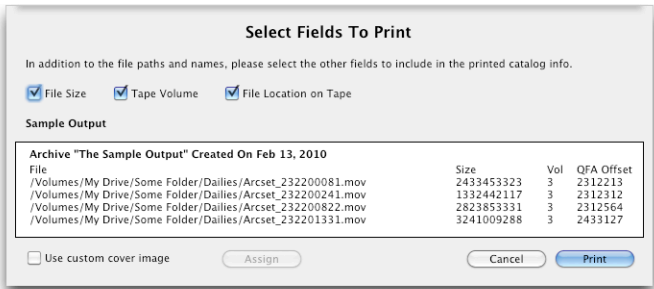 Select Fields To Print
In addition to the file paths and names, please select the other fields to include in the printed catalog info.
File Size Tape Volume File Location on Tape
Sample Output
Archive "The Sample Output" Created On Feb 13, 2010
File Size Vol QFA Offset
/Volumes/My Drive/Some Folder/Dailies/Arcset_232200081.mov 2433453323 3 2312213
/Volumes/My Drive/Some Folder/Dailies/Arcset_232200241.mov 1332442117 3 2312312
/Volumes/My Drive/Some Folder/Dailies/Arcset_232200822.mov 2823853331 3 2312564
/Volumes/My Drive/Some Folder/Dailies/Arcset_232201331.mov 3241009288 3 2433127
Use custom cover image Assign Cancel Print